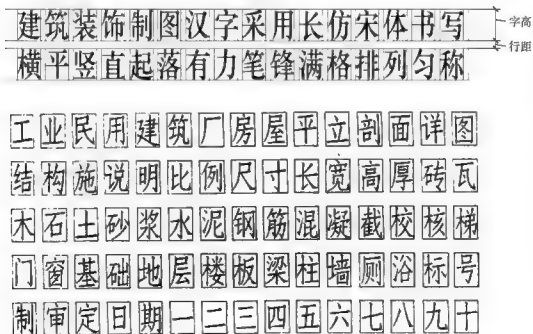 建筑装饰制图汉字采用长仿宋体书写
字高
行距
横平竖直起落有力笔锋满格排列匀称
工业民用建筑厂房屋平立剖面详图
结构施说明比例尺寸长宽高厚砖瓦
木石土砂浆水泥钢筋混凝截校核梯
门窗基础地层楼板梁柱墙厕浴标号
制审定日期一二三四五六七八九十